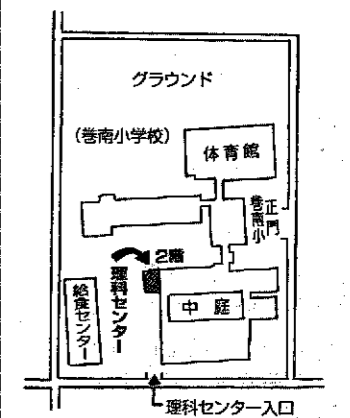 グラウンド
(巻南小学校)
体育館
正門
巻南小
2階
理科センター
給食センター
中庭
理科センター入口